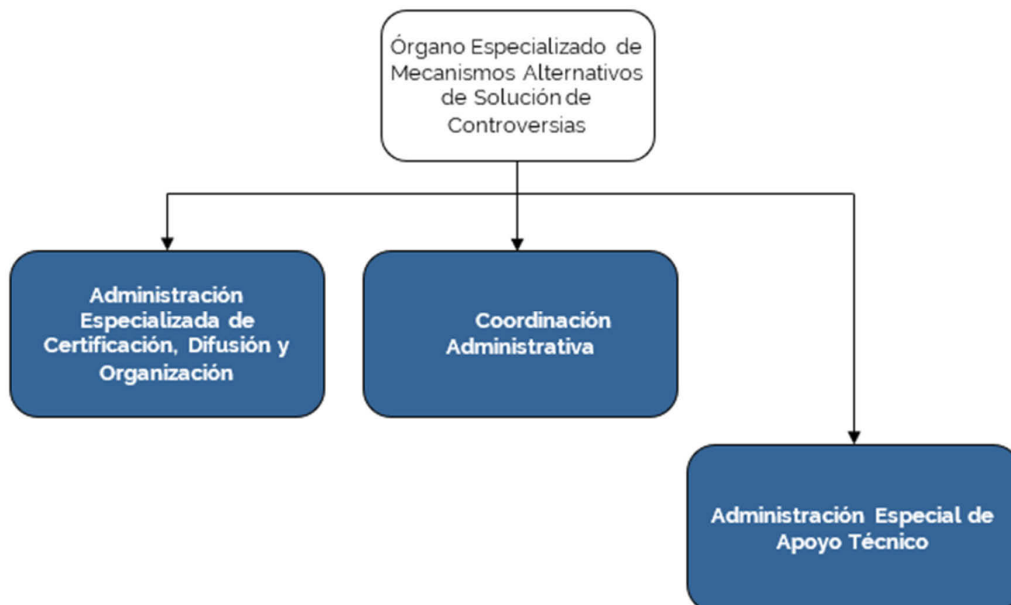 Órgano Especializado de
Mecanismos Alternativos
de Solución de
Controversias
Administración
Especializada de
Certificación, Difusión y
Organización
Coordinación
Administrativa
Administración Especial de
Apoyo Técnico